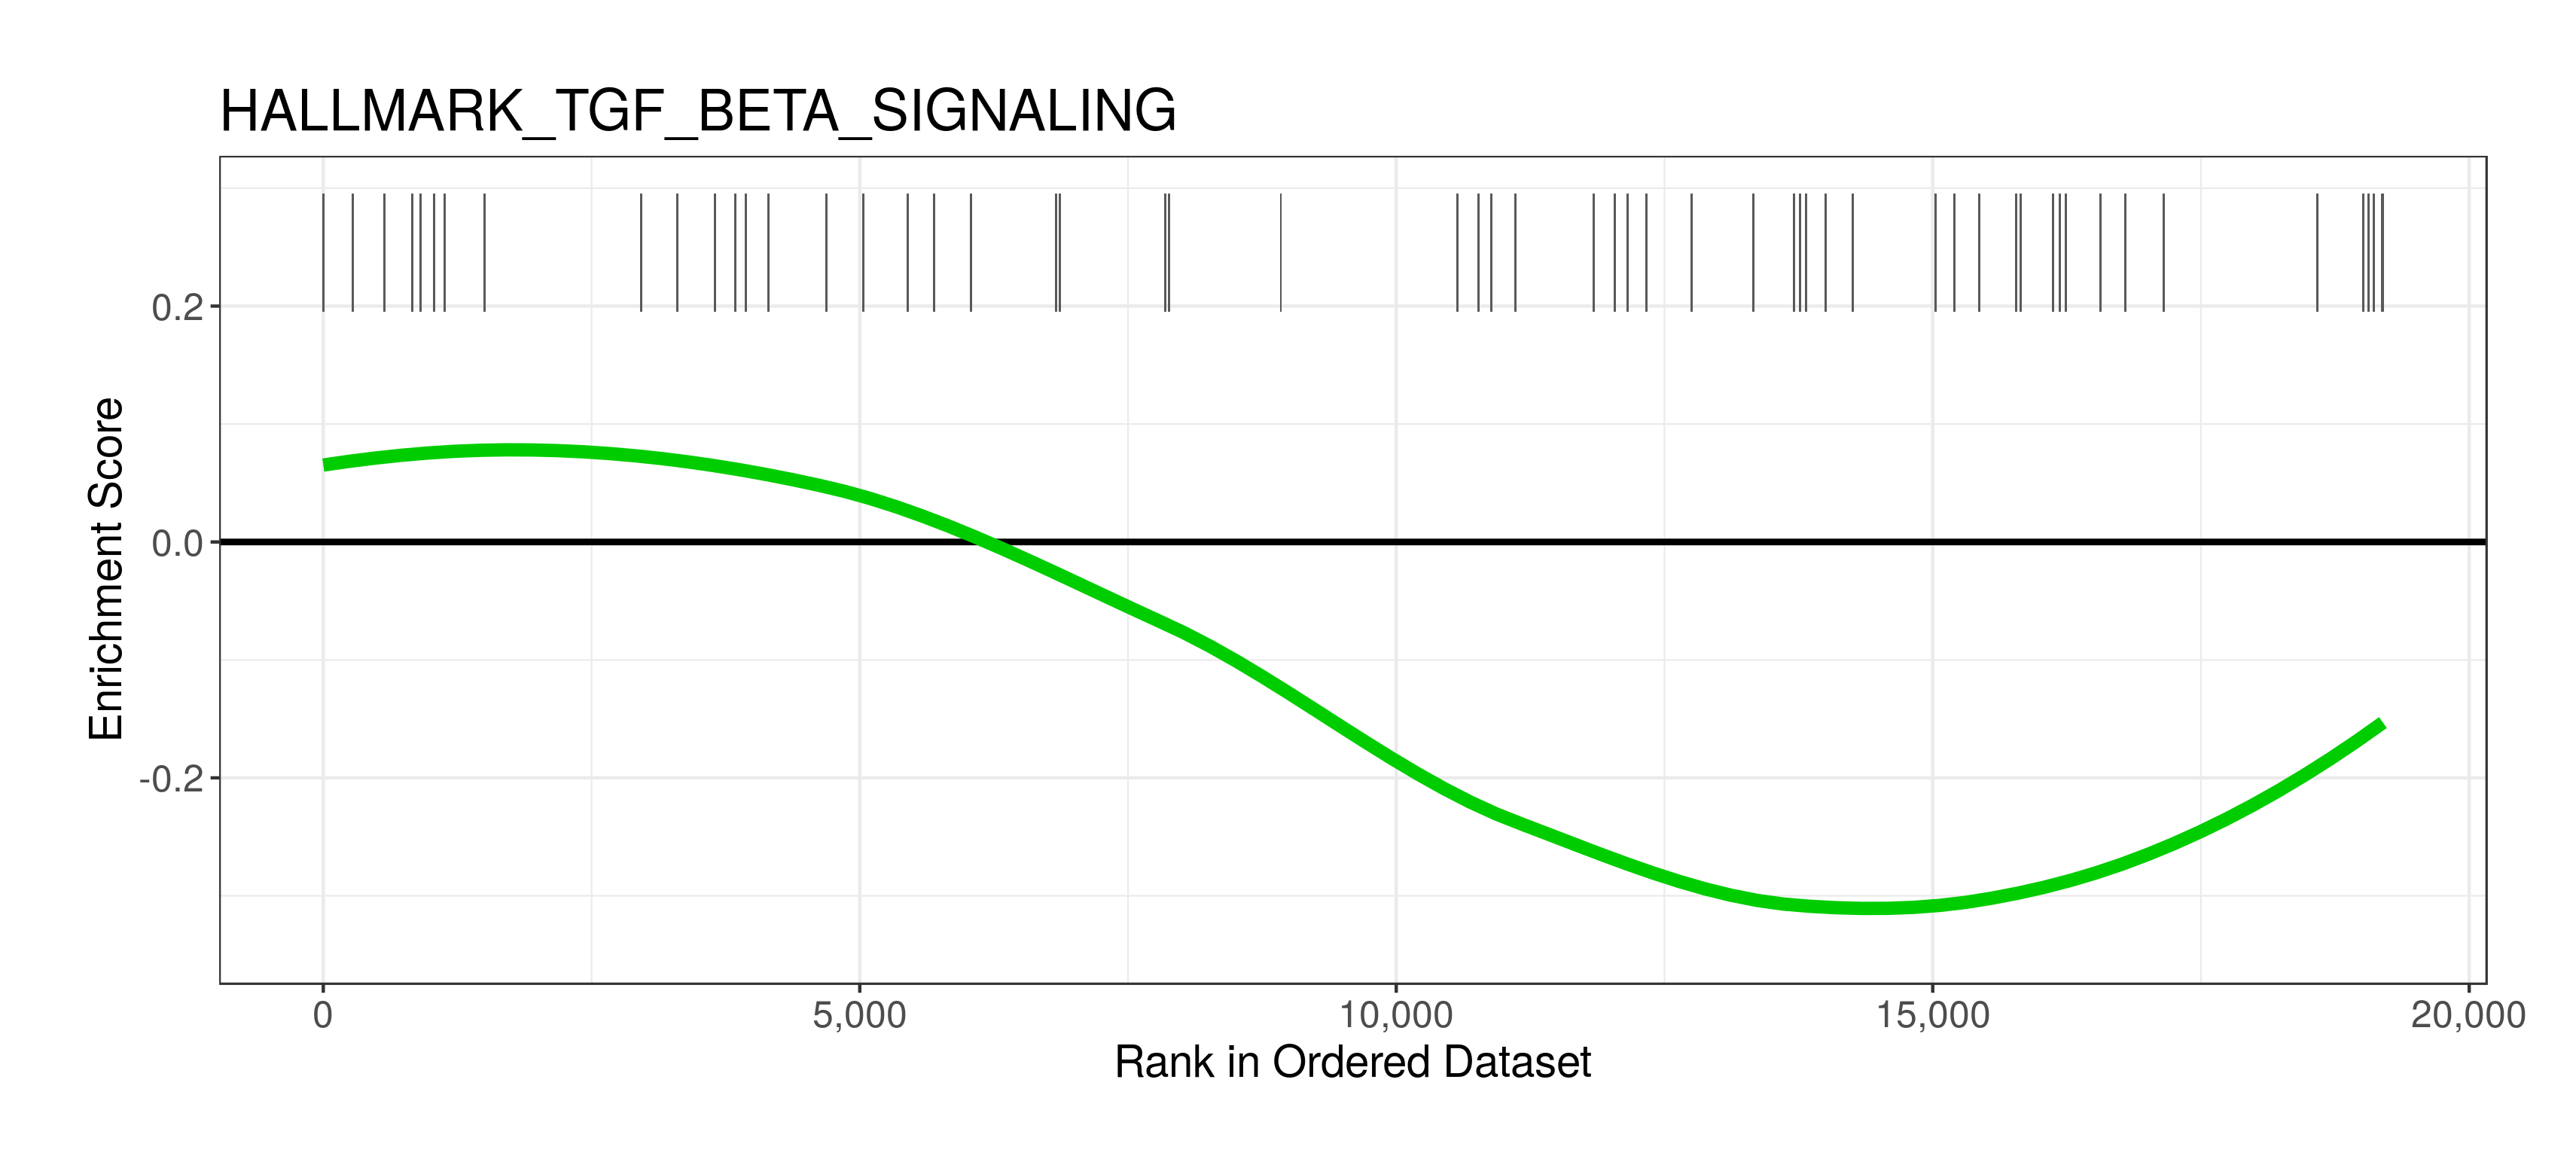 HALLMARK_TGF_BETA_SIGNALING
Enrichment Score
0.2
0.0
-0.2
0
5,000
10,000
15,000
20,000
Rank in Ordered Dataset